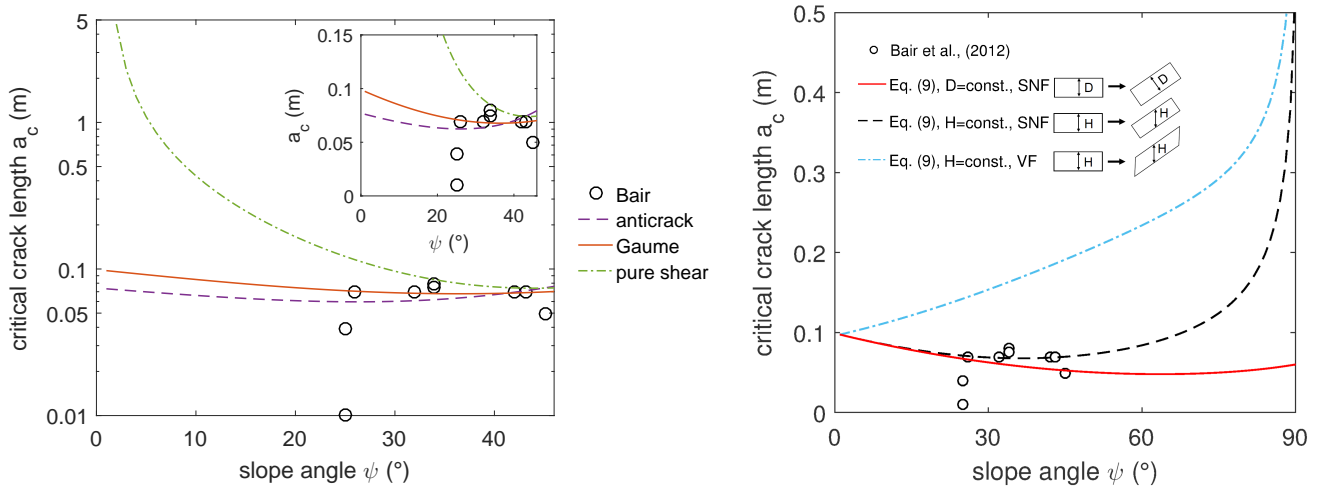 5
1
0.5
0.1
0.05
0.01
critical crack length a_c (m)
0 10 20 30 40
slope angle ψ (°)
0.15
0.1
0.05
0
a_c (m)
0 20 40
ψ (°)
Bair
anticrack
Gaume
pure shear
0.5
0.4
0.3
0.2
0.1
0
critical crack length a_c (m)
Bair et al., (2012)
Eq. (9), D=const., SNF D D
Eq. (9), H=const., SNF H H
Eq. (9), H=const., VF H H
0 30 60 90
slope angle ψ (°)